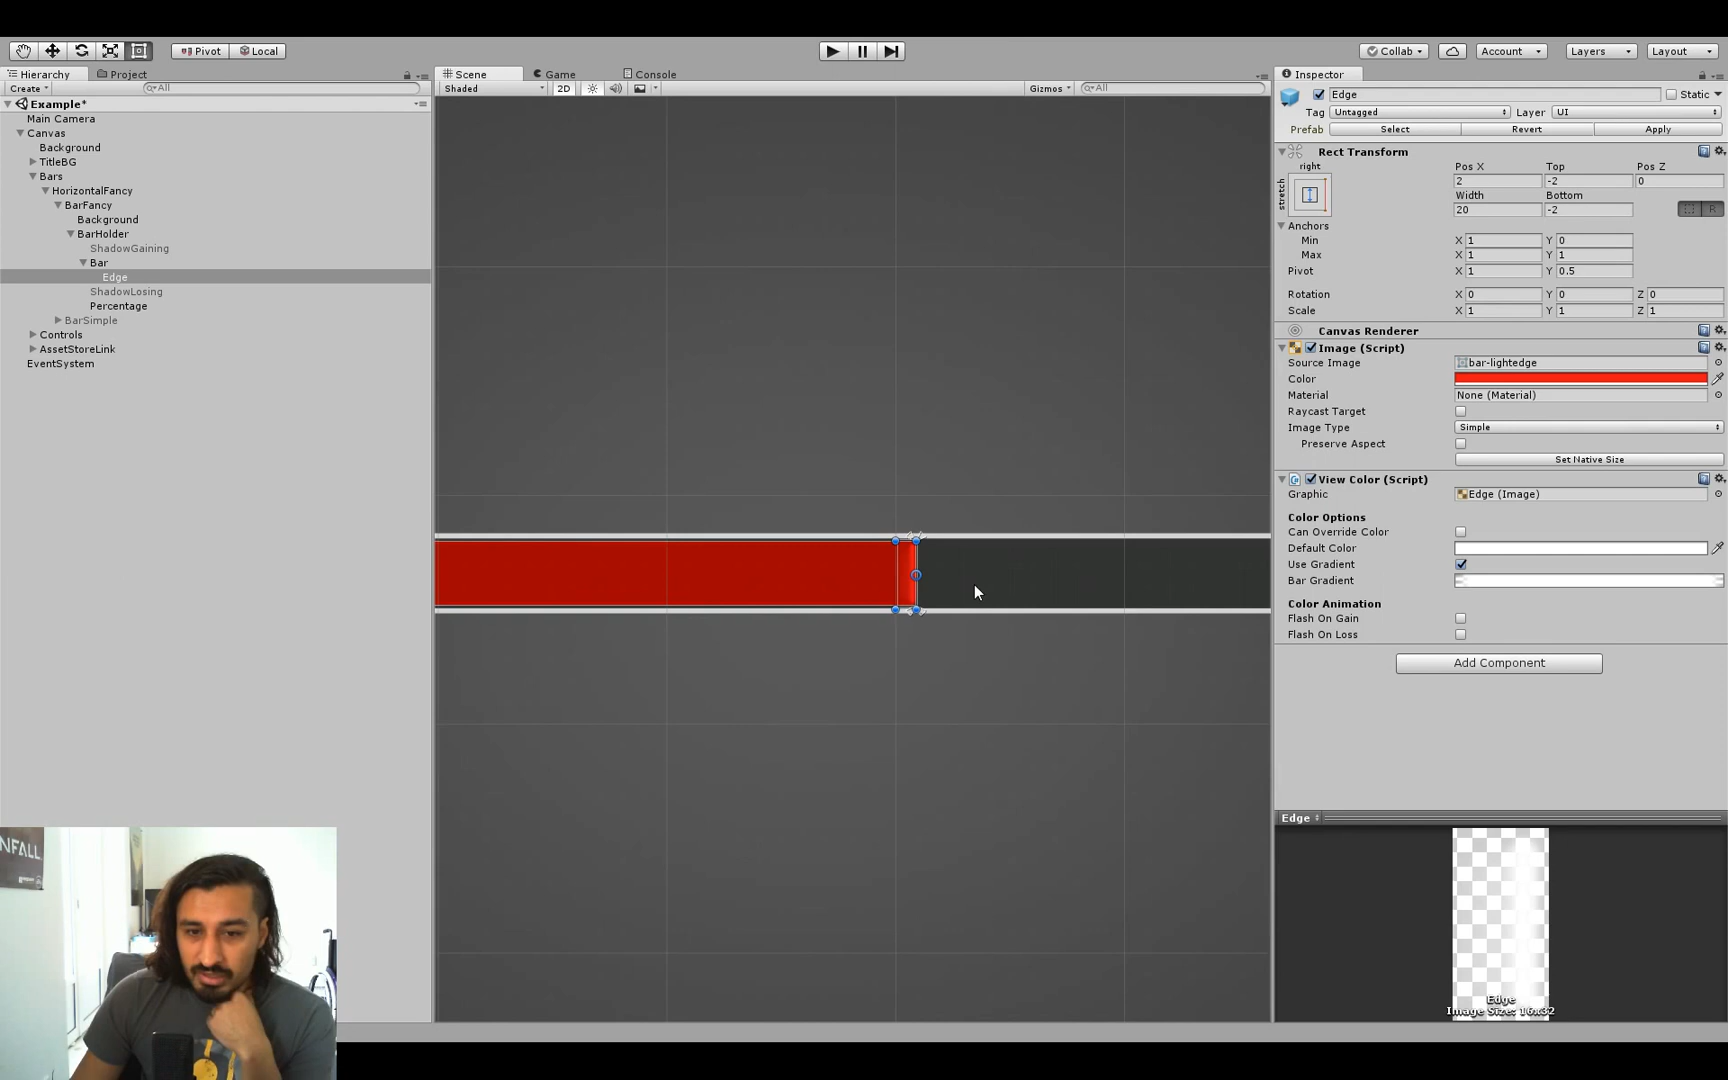 Pivot
Local
Collab
Account
Layers
Layout
Hierarchy
Project
Create
All
Example*
Main Camera
Canvas
Background
TitleBG
Bars
HorizontalFancy
BarFancy
Background
BarHolder
ShadowGaining
Bar
Edge
ShadowLosing
Percentage
BarSimple
Controls
AssetStoreLink
EventSystem
Scene
Game
Console
Shaded
2D
Gizmos
All
Inspector
Edge
Static
Tag Untagged Layer UI
Prefab Select Revert Apply
Rect Transform
right
stretch
Pos X Top Pos Z
2 -2 0
Width Bottom
20 -2
R
Anchors
Min X 1 Y 0
Max X 1 Y 1
Pivot X 1 Y 0.5
Rotation X 0 Y 0 Z 0
Scale X 1 Y 1 Z 1
Canvas Renderer
Image (Script)
Source Image bar-lightedge
Color
Material None (Material)
Raycast Target
Image Type Simple
Preserve Aspect
Set Native Size
View Color (Script)
Graphic Edge (Image)
Color Options
Can Override Color
Default Color
Use Gradient
Bar Gradient
Color Animation
Flash On Gain
Flash On Loss
Add Component
Edge
Edge
Image Size: 16x32
NFALL